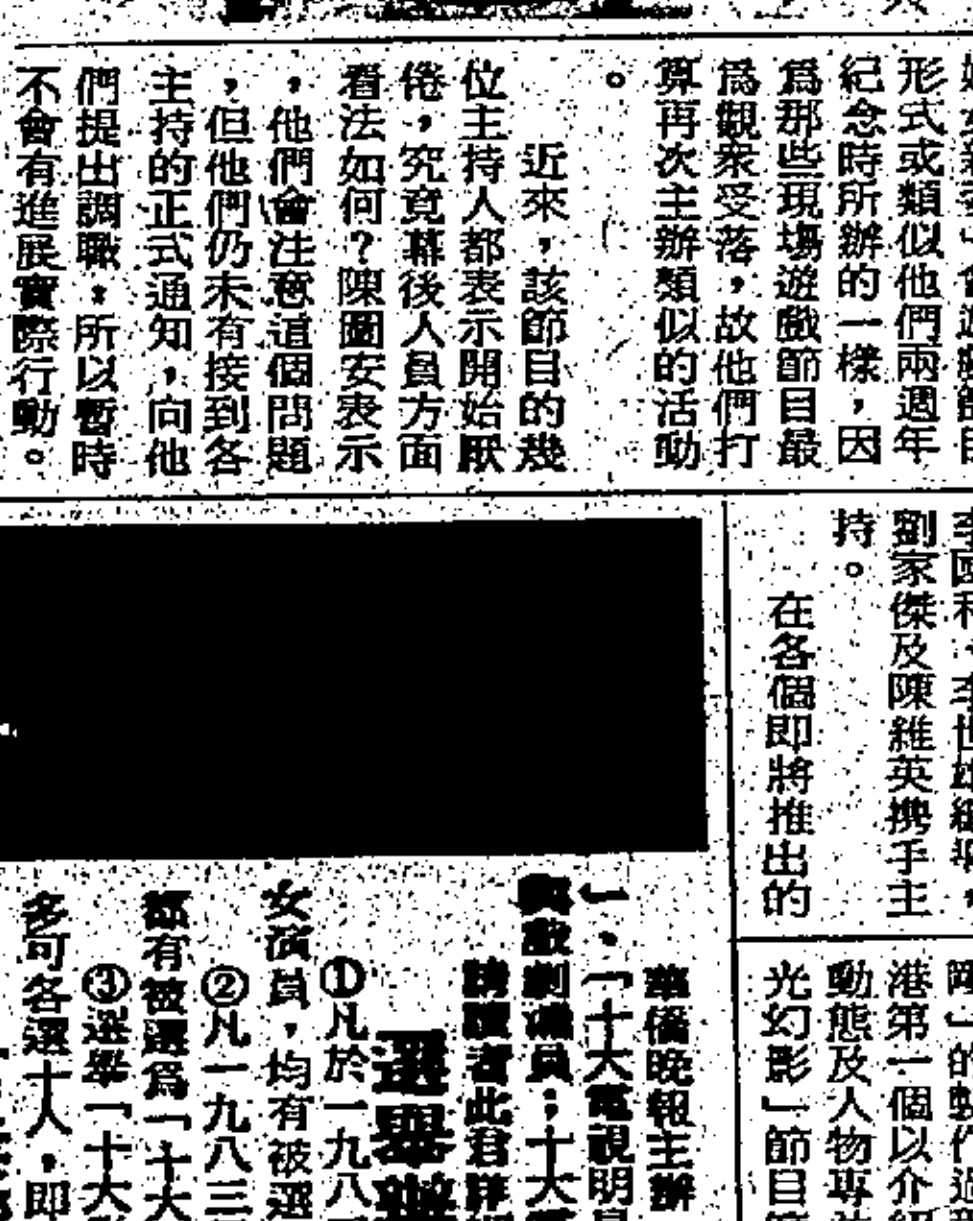 形式或類似他們兩週年
紀念時所辦的一樣，因
爲那些現塲遊戲節目最
爲觀衆受落，故他們打
算再次主辦類似的活動
。
近來，該節目的幾
位主持人都表示開始厭
倦，究竟幕後人員方面
看法如何？陳圖安表示
，他們會注意這個問題
，但他們仍未有接到各
主持的正式通知，向他
們提出調職，所以暫時
不會有進展實際行動。
劉家傑及陳維英携手主
持。
在各個即將推出的
港第一個以介紹
動態及人物專
光幻影」節目
華僑晚報主辦
一、「十大電視明
劇演員；十大
請讀者此君詳
選舉辦
①凡於一九八
女演員，均有被選
②凡一九八三
都有被選爲「十大
③選舉「十大
多可各選十人，即